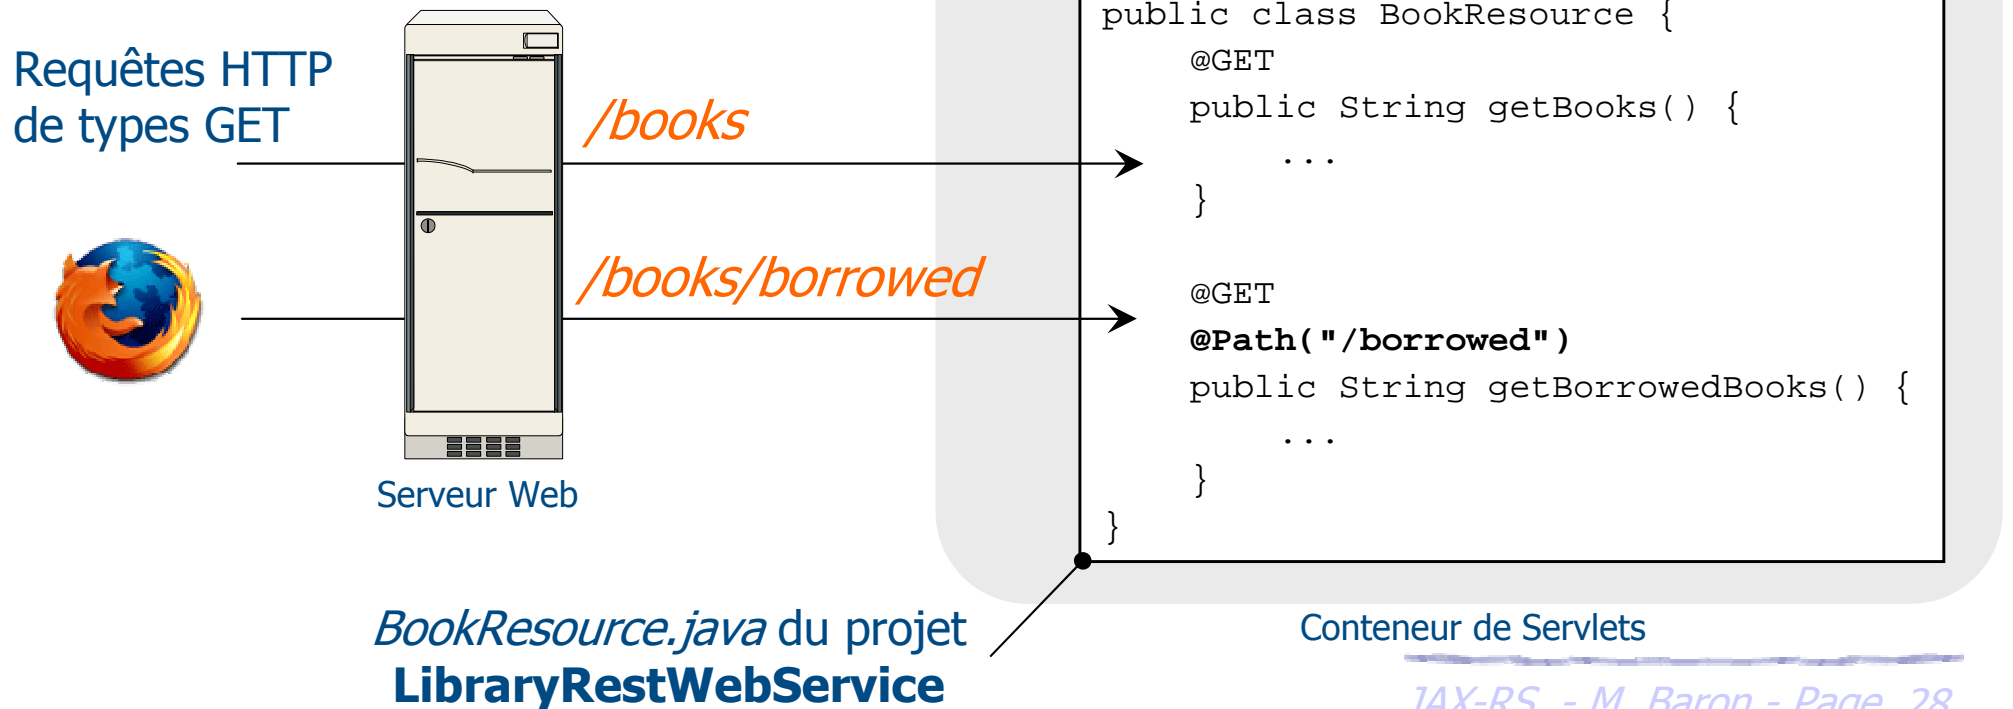 Requêtes HTTP
de types GET
/books
/books/borrowed
Serveur Web
public class BookResource {
@GET
public String getBooks() {
...
}
@GET
@Path("/borrowed")
public String getBorrowedBooks() {
...
}
}
BookResource.java du projet
LibraryRestWebService
Conteneur de Servlets
JAX-RS - M. Baron - Page 28